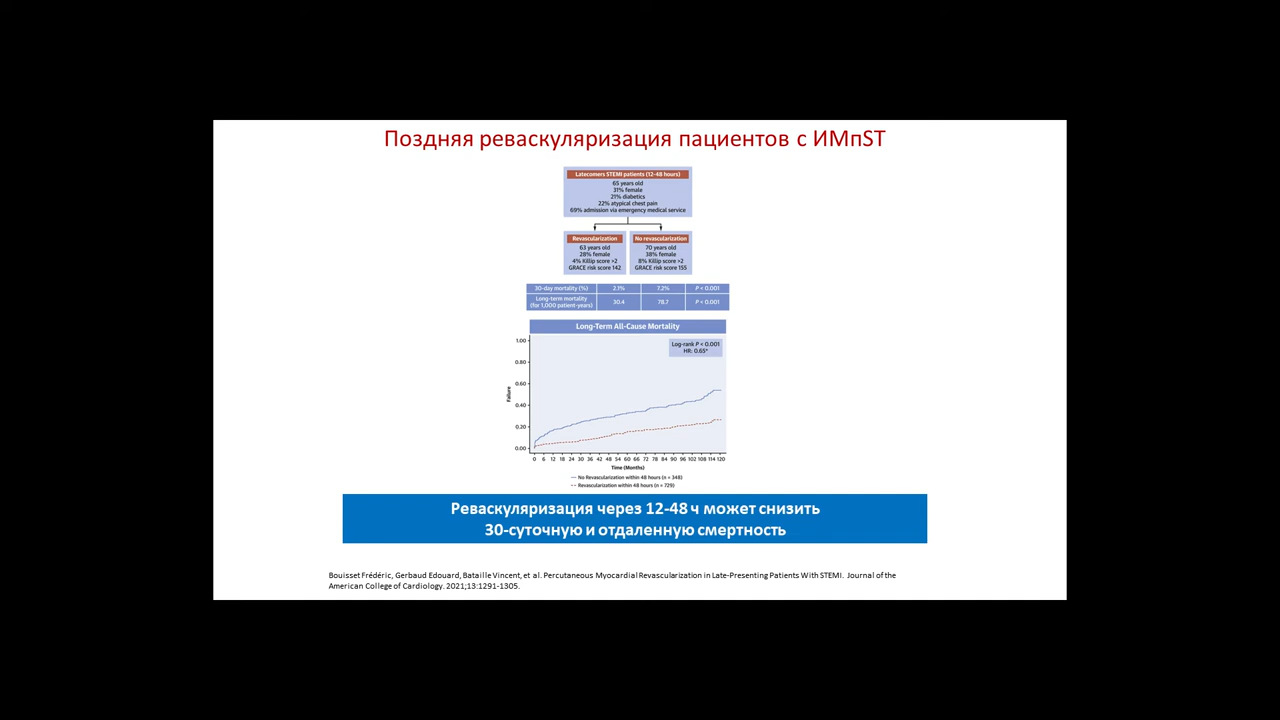 Поздняя реваскуляризация пациентов с ИМпST
Latecomers STEMI patients (12-48 hours)
65 years old
31% female
21% diabetics
22% atypical chest pain
69% admission via emergency medical service
Revascularization
63 years old
28% female
4% Killip score >2
GRACE risk score 142
No revascularization
70 years old
38% female
8% Killip score >2
GRACE risk score 155
30-day mortality (%) 2.1% 7.2% P < 0.001
Long-term mortality
(for 1,000 patient-years) 30.4 78.7 P < 0.001
Long-Term All-Cause Mortality
Log-rank P < 0.001
HR: 0.65*
Failure
1.00
0.80
0.60
0.40
0.20
0.00
0 6 12 18 24 30 36 42 48 54 60 66 72 78 84 90 96 102 108 114 120
Time (Months)
No Revascularization within 48 hours (n = 348)
Revascularization within 48 hours (n = 729)
Реваскуляризация через 12-48 ч может снизить
30-суточную и отдаленную смертность
Bouisset Frédéric, Gerbaud Edouard, Bataille Vincent, et al. Percutaneous Myocardial Revascularization in Late-Presenting Patients With STEMI. Journal of the
American College of Cardiology. 2021;13:1291-1305.